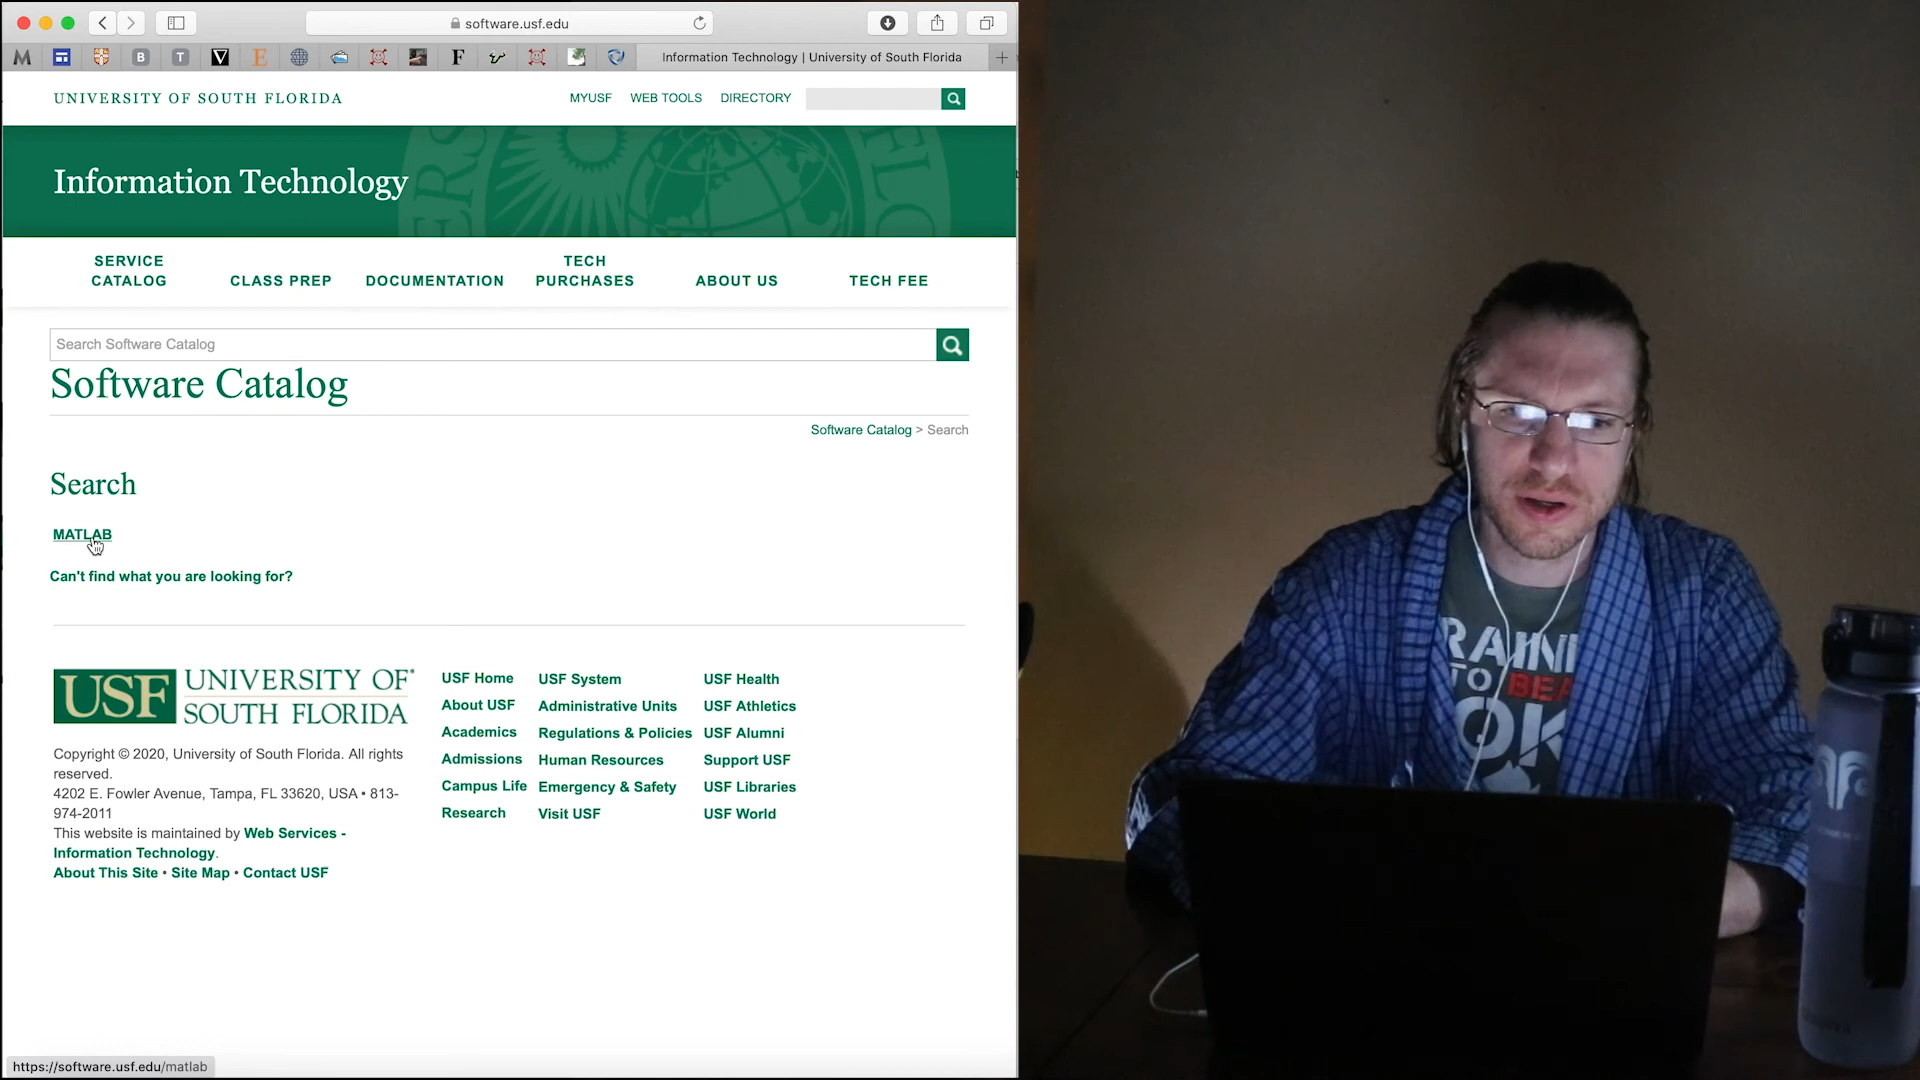 software.usf.edu
M B T V E F Information Technology | University of South Florida
UNIVERSITY OF SOUTH FLORIDA MYUSF WEB TOOLS DIRECTORY
Information Technology
SERVICE CATALOG CLASS PREP DOCUMENTATION TECH PURCHASES ABOUT US TECH FEE
Search Software Catalog
Software Catalog
Software Catalog > Search
Search
MATLAB
Can't find what you are looking for?
USF UNIVERSITY OF SOUTH FLORIDA
Copyright © 2020, University of South Florida. All rights
reserved.
4202 E. Fowler Avenue, Tampa, FL 33620, USA • 813-
974-2011
This website is maintained by Web Services -
Information Technology.
About This Site • Site Map • Contact USF
USF Home
About USF
Academics
Admissions
Campus Life
Research
USF System
Administrative Units
Regulations & Policies
Human Resources
Emergency & Safety
Visit USF
USF Health
USF Athletics
USF Alumni
Support USF
USF Libraries
USF World
https://software.usf.edu/matlab
TO